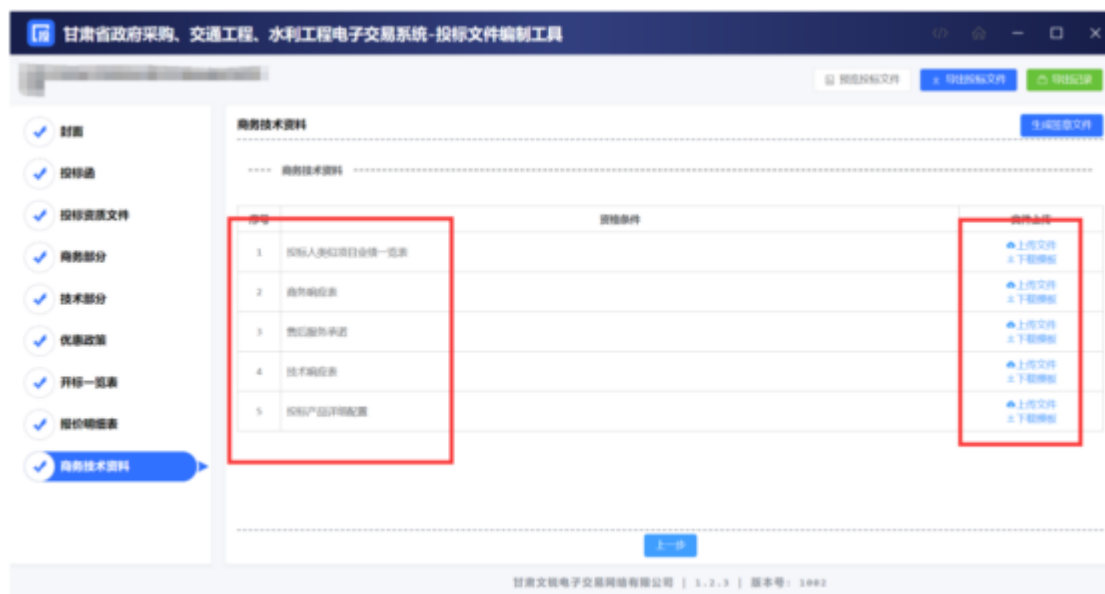 甘肃省政府采购、交通工程、水利工程电子交易系统-投标文件编制工具
预览投标文件
导出投标文件
导出记录
封面
投标函
投标资质文件
商务部分
技术部分
优惠政策
开标一览表
报价明细表
商务技术资料
商务技术资料
生成签章文件
商务技术资料
序号 资格条件 文件上传
1 投标人类似项目业绩一览表 上传文件
下载模板
2 商务响应表 上传文件
下载模板
3 售后服务承诺 上传文件
下载模板
4 技术响应表 上传文件
下载模板
5 投标产品详细配置 上传文件
下载模板
上一步
甘肃文锐电子交易网络有限公司 | 1.2.3 | 版本号: 1002